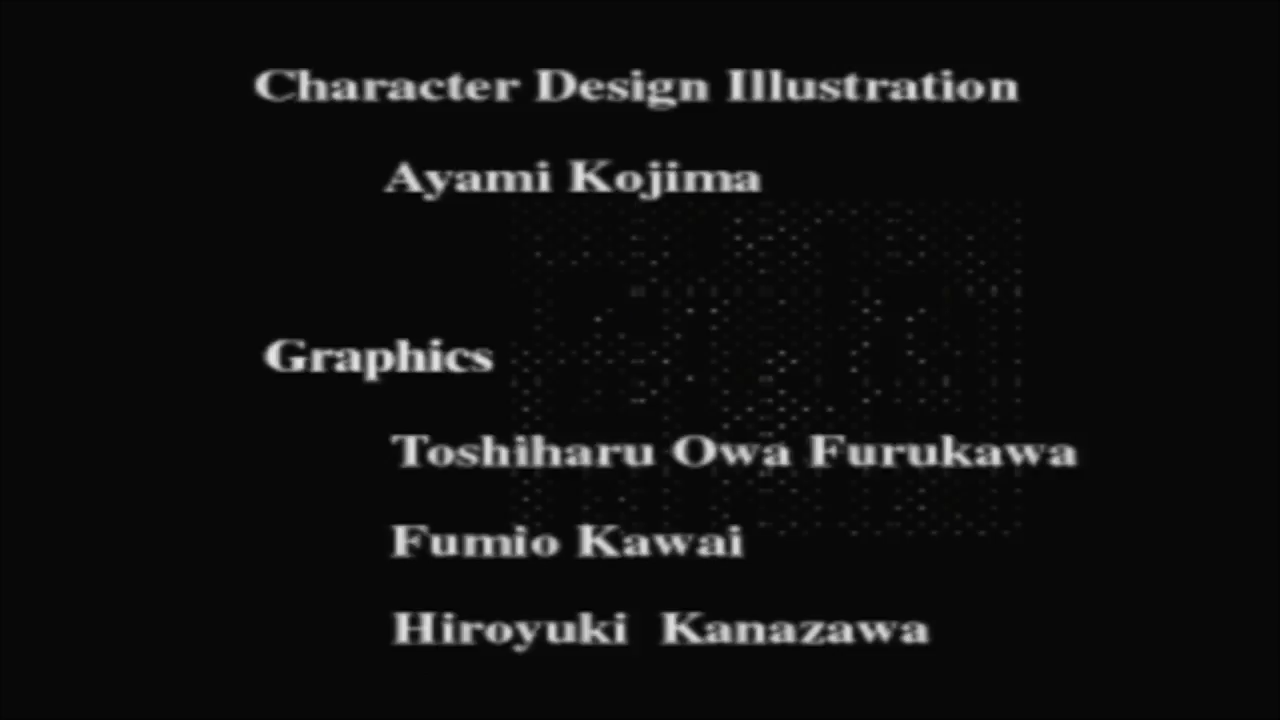 Character Design Illustration
Ayami Kojima
Graphics
Toshiharu Owa Furukawa
Fumio Kawai
Hiroyuki Kanazawa